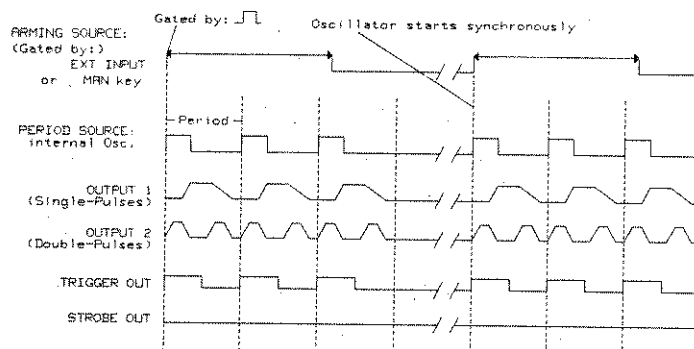 Gated by:
Oscillator starts synchronously
ARMING SOURCE:
(Gated by:)
EXT INPUT
or MAN key
Period
PERIOD SOURCE:
internal Osc.
OUTPUT 1
(Single-Pulses)
OUTPUT 2
(Double-Pulses)
TRIGGER OUT
STROBE OUT